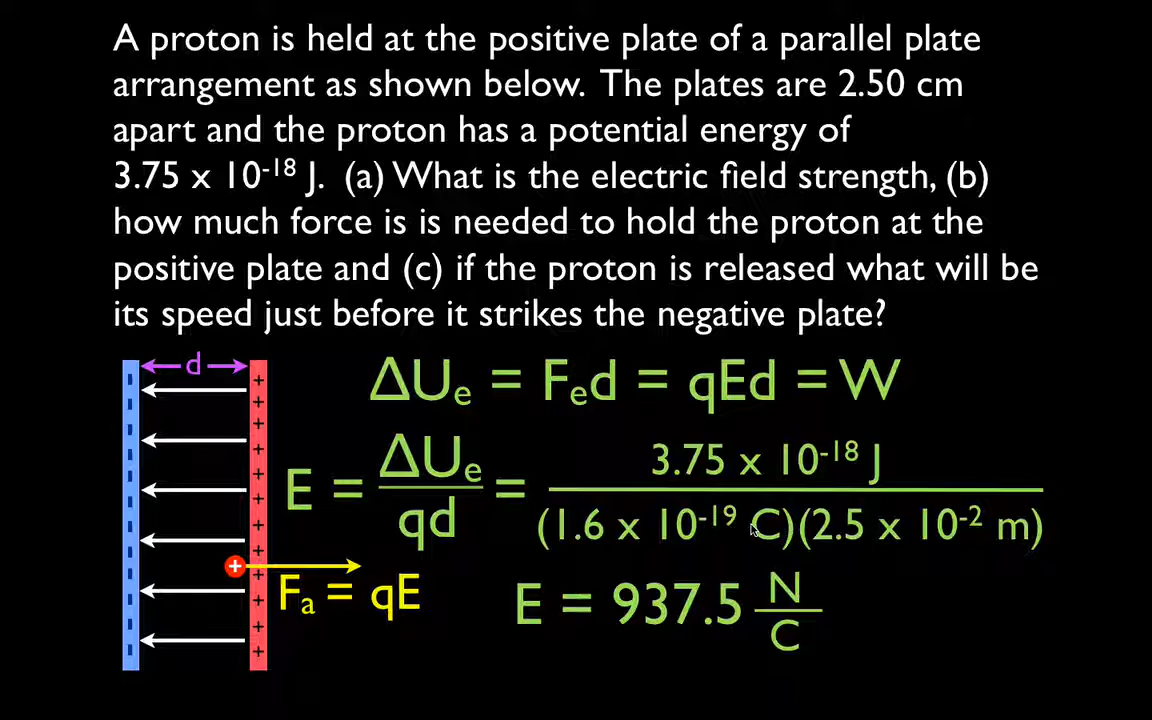 A proton is held at the positive plate of a parallel plate
arrangement as shown below. The plates are 2.50 cm
apart and the proton has a potential energy of
3.75 x 10⁻¹⁸ J. (a) What is the electric field strength, (b)
how much force is is needed to hold the proton at the
positive plate and (c) if the proton is released what will be
its speed just before it strikes the negative plate?
d
ΔUₑ = Fₑd = qEd = W
E = ΔUₑ / qd = 3.75 x 10⁻¹⁸ J / (1.6 x 10⁻¹⁹ C)(2.5 x 10⁻² m)
Fₐ = qE
E = 937.5 N / C